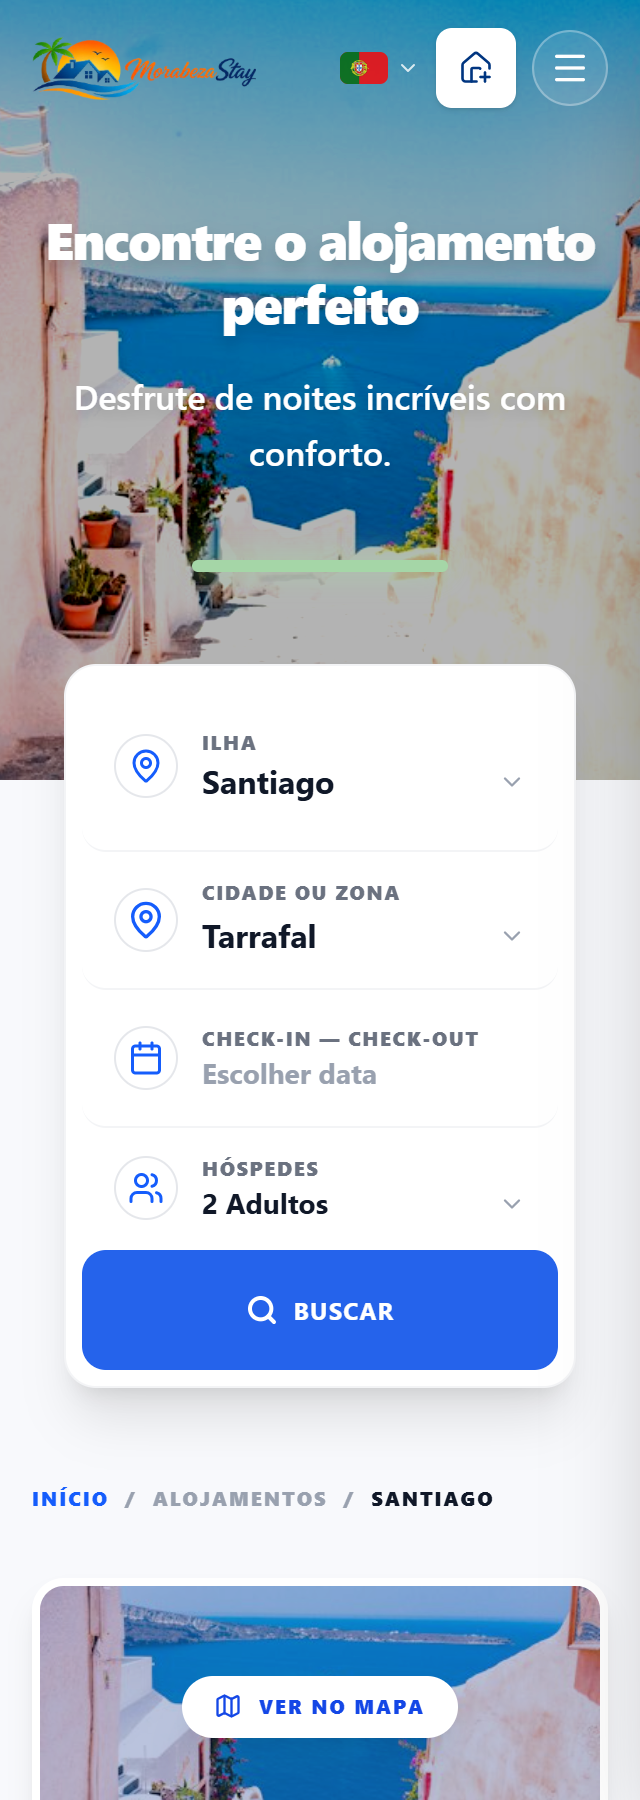 MorabezaStay
Encontre o alojamento
perfeito
Desfrute de noites incríveis com
conforto.
ILHA
Santiago
CIDADE OU ZONA
Tarrafal
CHECK-IN — CHECK-OUT
Escolher data
HÓSPEDES
2 Adultos
BUSCAR
INÍCIO / ALOJAMENTOS / SANTIAGO
VER NO MAPA